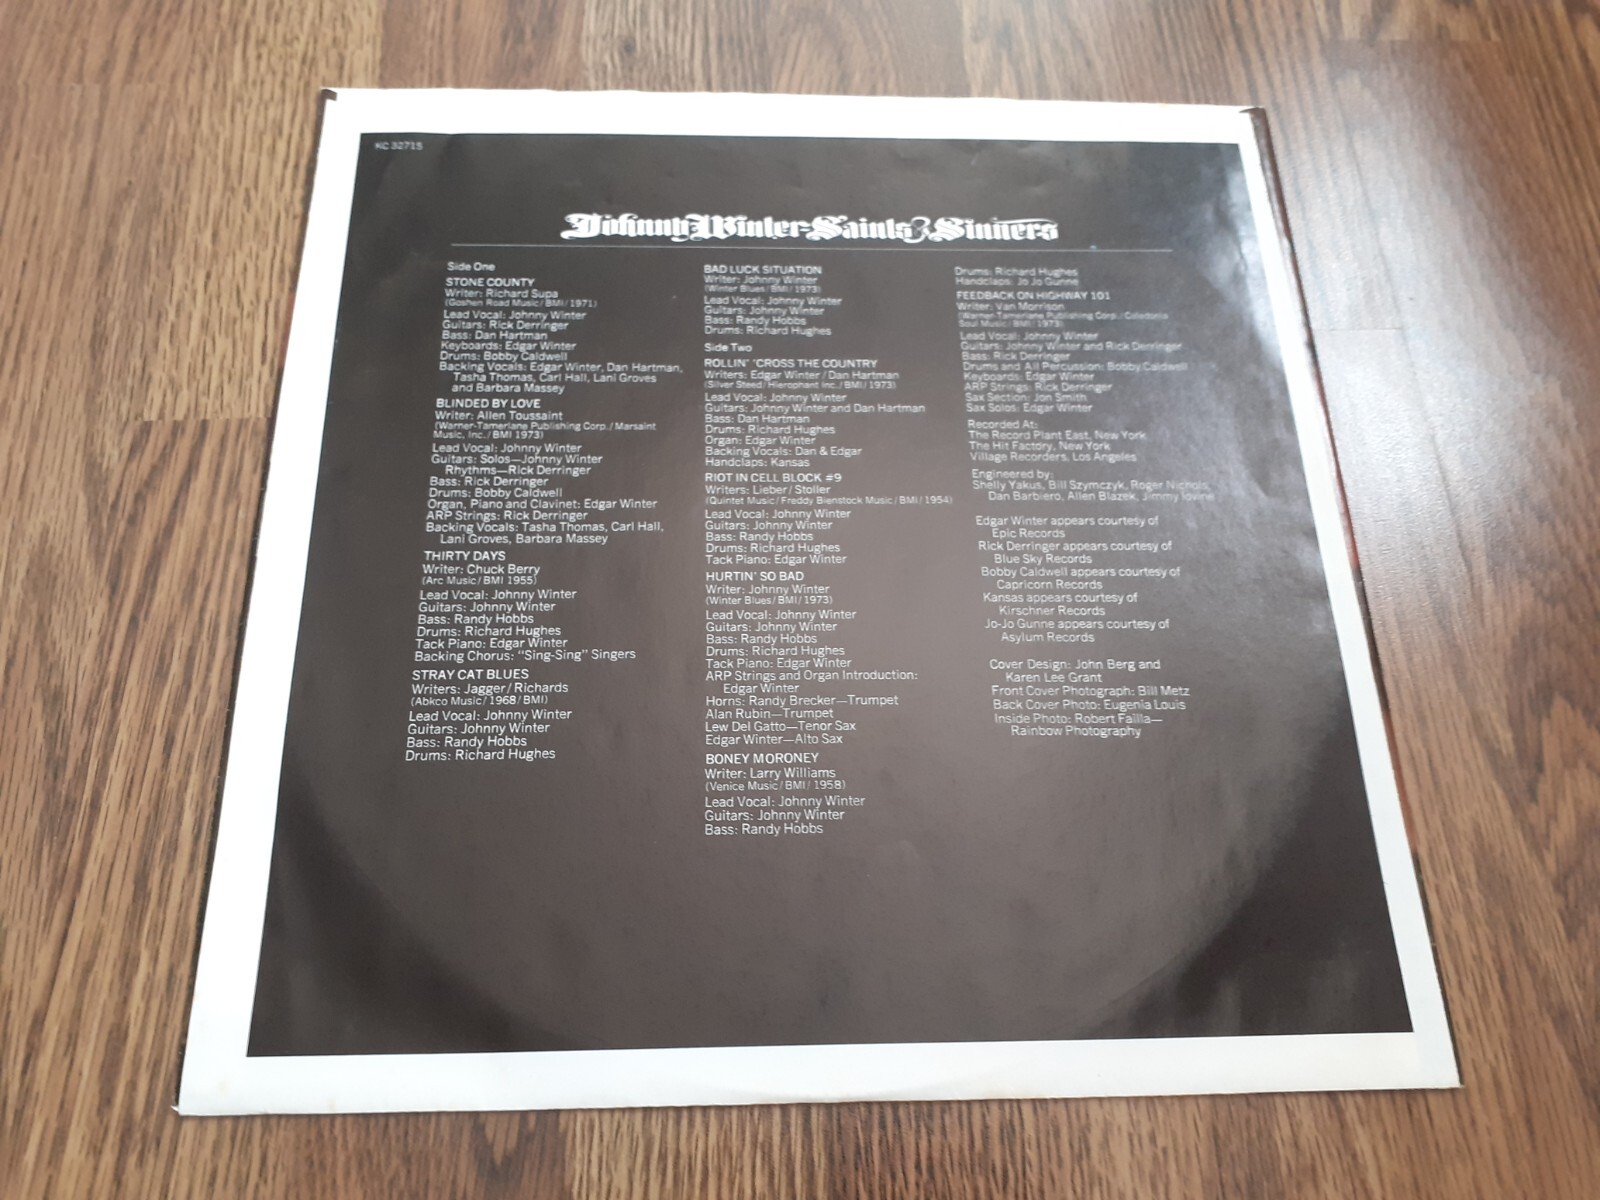 KC 32715
Johnny Winter-Saints & Sinners
Side One
STONE COUNTY
Writer: Richard Supa
(Goshen Road Music/BMI/1971)
Lead Vocal: Johnny Winter
Guitars: Rick Derringer
Bass: Dan Hartman
Keyboards: Edgar Winter
Drums: Bobby Caldwell
Backing Vocals: Edgar Winter, Dan Hartman,
Tasha Thomas, Carl Hall, Lani Groves
and Barbara Massey
BLINDED BY LOVE
Writer: Allen Toussaint
(Warner-Tamerlane Publishing Corp./Marsaint
Music, Inc./BMI 1973)
Lead Vocal: Johnny Winter
Guitars: Solos—Johnny Winter
Rhythms—Rick Derringer
Bass: Rick Derringer
Drums: Bobby Caldwell
Organ, Piano and Clavinet: Edgar Winter
ARP Strings: Rick Derringer
Backing Vocals: Tasha Thomas, Carl Hall,
Lani Groves, Barbara Massey
THIRTY DAYS
Writer: Chuck Berry
(Arc Music/BMI 1955)
Lead Vocal: Johnny Winter
Guitars: Johnny Winter
Bass: Randy Hobbs
Drums: Richard Hughes
Tack Piano: Edgar Winter
Backing Chorus: "Sing-Sing" Singers
STRAY CAT BLUES
Writers: Jagger/Richards
(Abkco Music/1968/BMI)
Lead Vocal: Johnny Winter
Guitars: Johnny Winter
Bass: Randy Hobbs
Drums: Richard Hughes
BAD LUCK SITUATION
Writer: Johnny Winter
(Winter Blues/BMI/1973)
Lead Vocal: Johnny Winter
Guitars: Johnny Winter
Bass: Randy Hobbs
Drums: Richard Hughes
Side Two
ROLLIN' 'CROSS THE COUNTRY
Writers: Edgar Winter/Dan Hartman
(Silver Steed/Hierophant Inc./BMI/1973)
Lead Vocal: Johnny Winter
Guitars: Johnny Winter and Dan Hartman
Bass: Dan Hartman
Drums: Richard Hughes
Organ: Edgar Winter
Backing Vocals: Dan & Edgar
Handclaps: Kansas
RIOT IN CELL BLOCK #9
Writers: Lieber/Stoller
(Quintet Music/Freddy Bienstock Music/BMI/1954)
Lead Vocal: Johnny Winter
Guitars: Johnny Winter
Bass: Randy Hobbs
Drums: Richard Hughes
Tack Piano: Edgar Winter
HURTIN' SO BAD
Writer: Johnny Winter
(Winter Blues/BMI/1973)
Lead Vocal: Johnny Winter
Guitars: Johnny Winter
Bass: Randy Hobbs
Drums: Richard Hughes
Tack Piano: Edgar Winter
ARP Strings and Organ Introduction:
Edgar Winter
Horns: Randy Brecker—Trumpet
Alan Rubin—Trumpet
Lew Del Gatto—Tenor Sax
Edgar Winter—Alto Sax
BONEY MORONEY
Writer: Larry Williams
(Venice Music/BMI/1958)
Lead Vocal: Johnny Winter
Guitars: Johnny Winter
Bass: Randy Hobbs
Drums: Richard Hughes
Handclaps: Jo Jo Gunne
FEEDBACK ON HIGHWAY 101
Writer: Van Morrison
(Warner-Tamerlane Publishing Corp./Caledonia
Soul Music/BMI/1973)
Lead Vocal: Johnny Winter
Guitars: Johnny Winter and Rick Derringer
Bass: Rick Derringer
Drums and All Percussion: Bobby Caldwell
Keyboards: Edgar Winter
ARP Strings: Rick Derringer
Sax Section: Jon Smith
Sax Solos: Edgar Winter
Recorded At:
The Record Plant East, New York
The Hit Factory, New York
Village Recorders, Los Angeles
Engineered by:
Shelly Yakus, Bill Szymczyk, Roger Nichols,
Dan Barbiero, Allen Blazek, Jimmy Iovine
Edgar Winter appears courtesy of
Epic Records
Rick Derringer appears courtesy of
Blue Sky Records
Bobby Caldwell appears courtesy of
Capricorn Records
Kansas appears courtesy of
Kirschner Records
Jo-Jo Gunne appears courtesy of
Asylum Records
Cover Design: John Berg and
Karen Lee Grant
Front Cover Photograph: Bill Metz
Back Cover Photo: Eugenia Louis
Inside Photo: Robert Failla—
Rainbow Photography